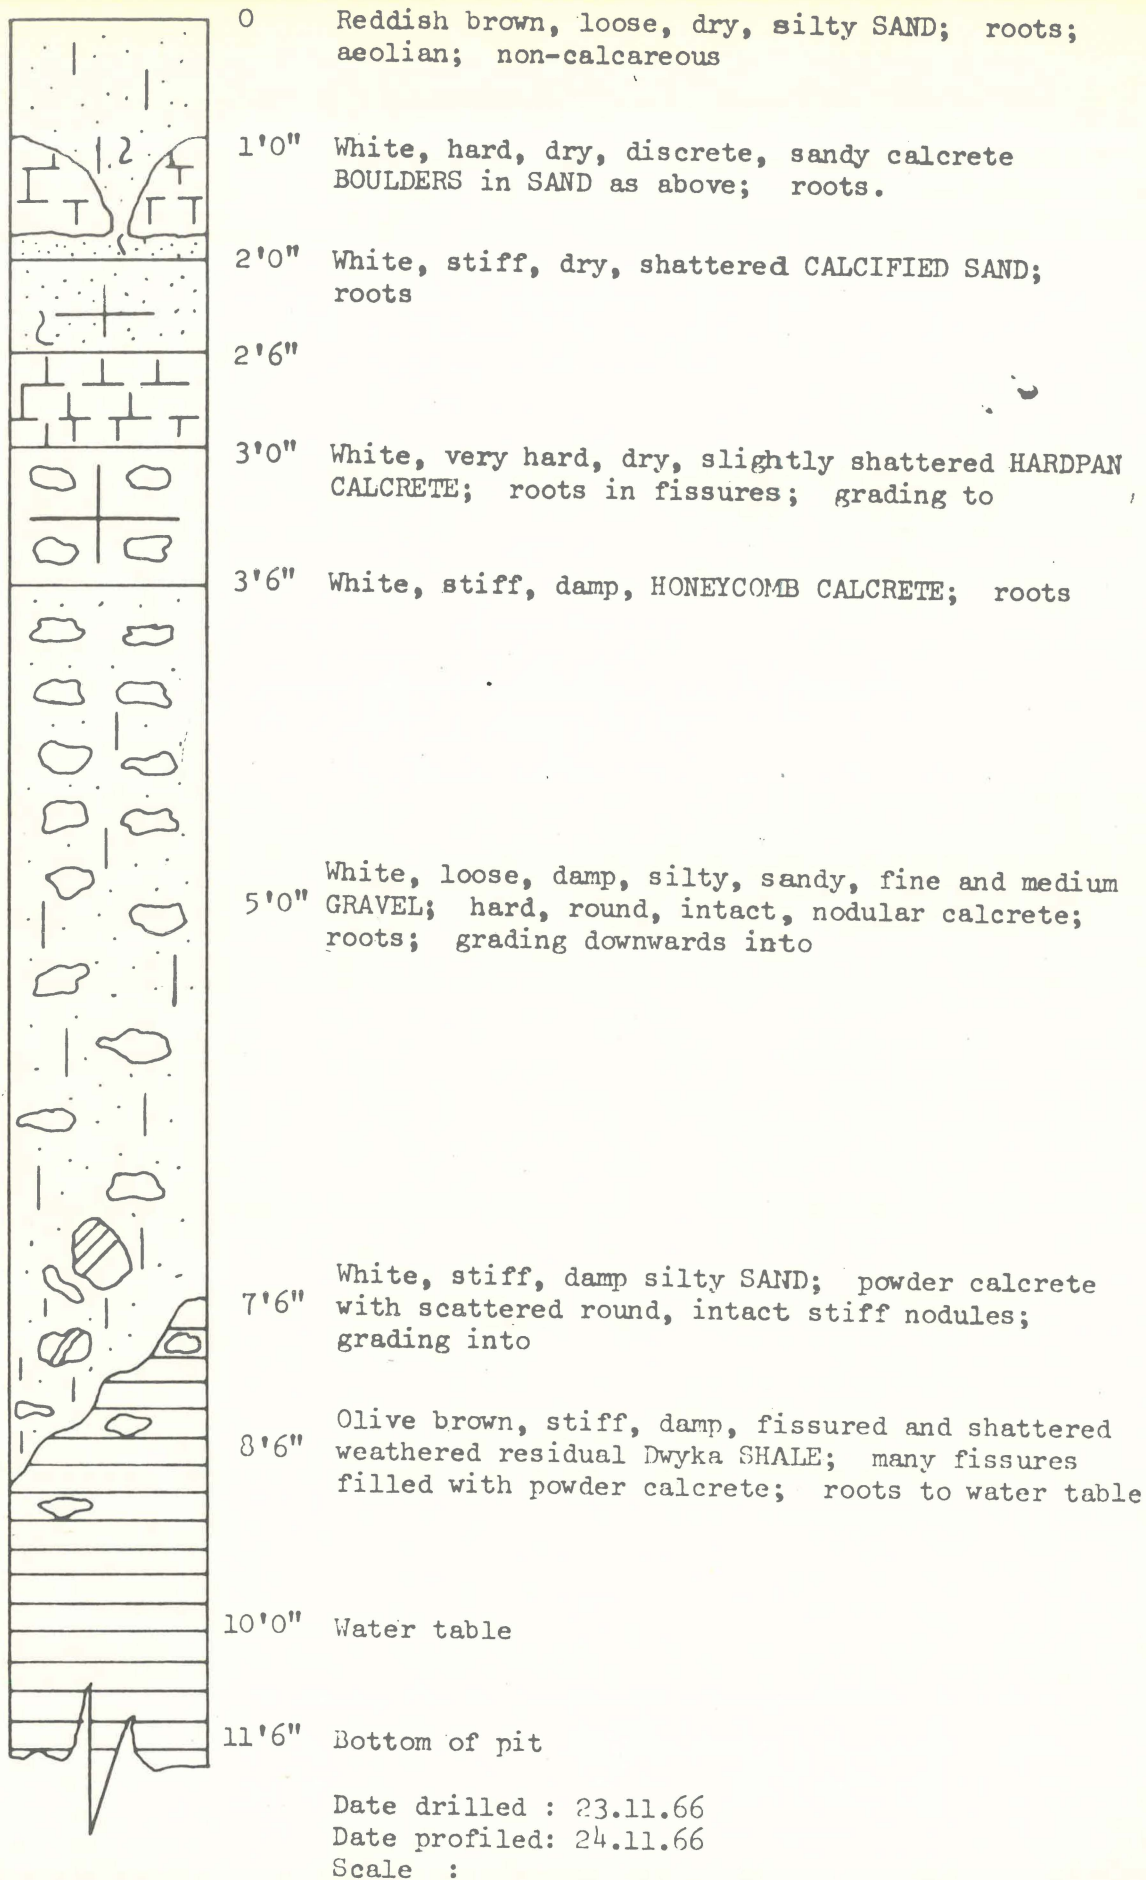 0 Reddish brown, loose, dry, silty SAND; roots;
aeolian; non-calcareous
1'0" White, hard, dry, discrete, sandy calcrete
BOULDERS in SAND as above; roots.
2'0" White, stiff, dry, shattered CALCIFIED SAND;
roots
2'6"
3'0" White, very hard, dry, slightly shattered HARDPAN
CALCRETE; roots in fissures; grading to
3'6" White, stiff, damp, HONEYCOMB CALCRETE; roots
White, loose, damp, silty, sandy, fine and medium
5'0" GRAVEL; hard, round, intact, nodular calcrete;
roots; grading downwards into
White, stiff, damp silty SAND; powder calcrete
7'6" with scattered round, intact stiff nodules;
grading into
Olive brown, stiff, damp, fissured and shattered
8'6" weathered residual Dwyka SHALE; many fissures
filled with powder calcrete; roots to water table
10'0" Water table
11'6" Bottom of pit
Date drilled : 23.11.66
Date profiled: 24.11.66
Scale :